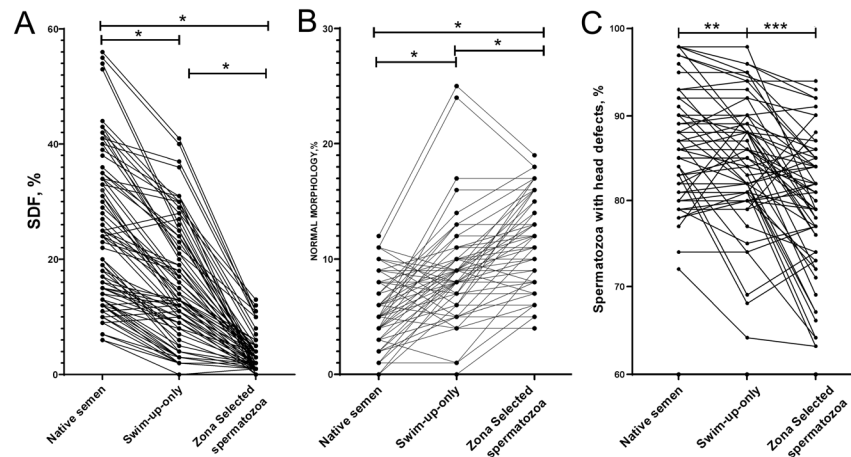 A
B
C
*
*
*
SDF, %
60
40
20
0
Native semen
Swim-up-only
Zona Selected
spermatozoa
*
*
*
NORMAL MORPHOLOGY,%
30
20
10
0
Native semen
Swim-up-only
Zona Selected
spermatozoa
**
***
Spermatozoa with head defects, %
100
90
80
70
60
Native semen
Swim-up-only
Zona Selected
spermatozoa